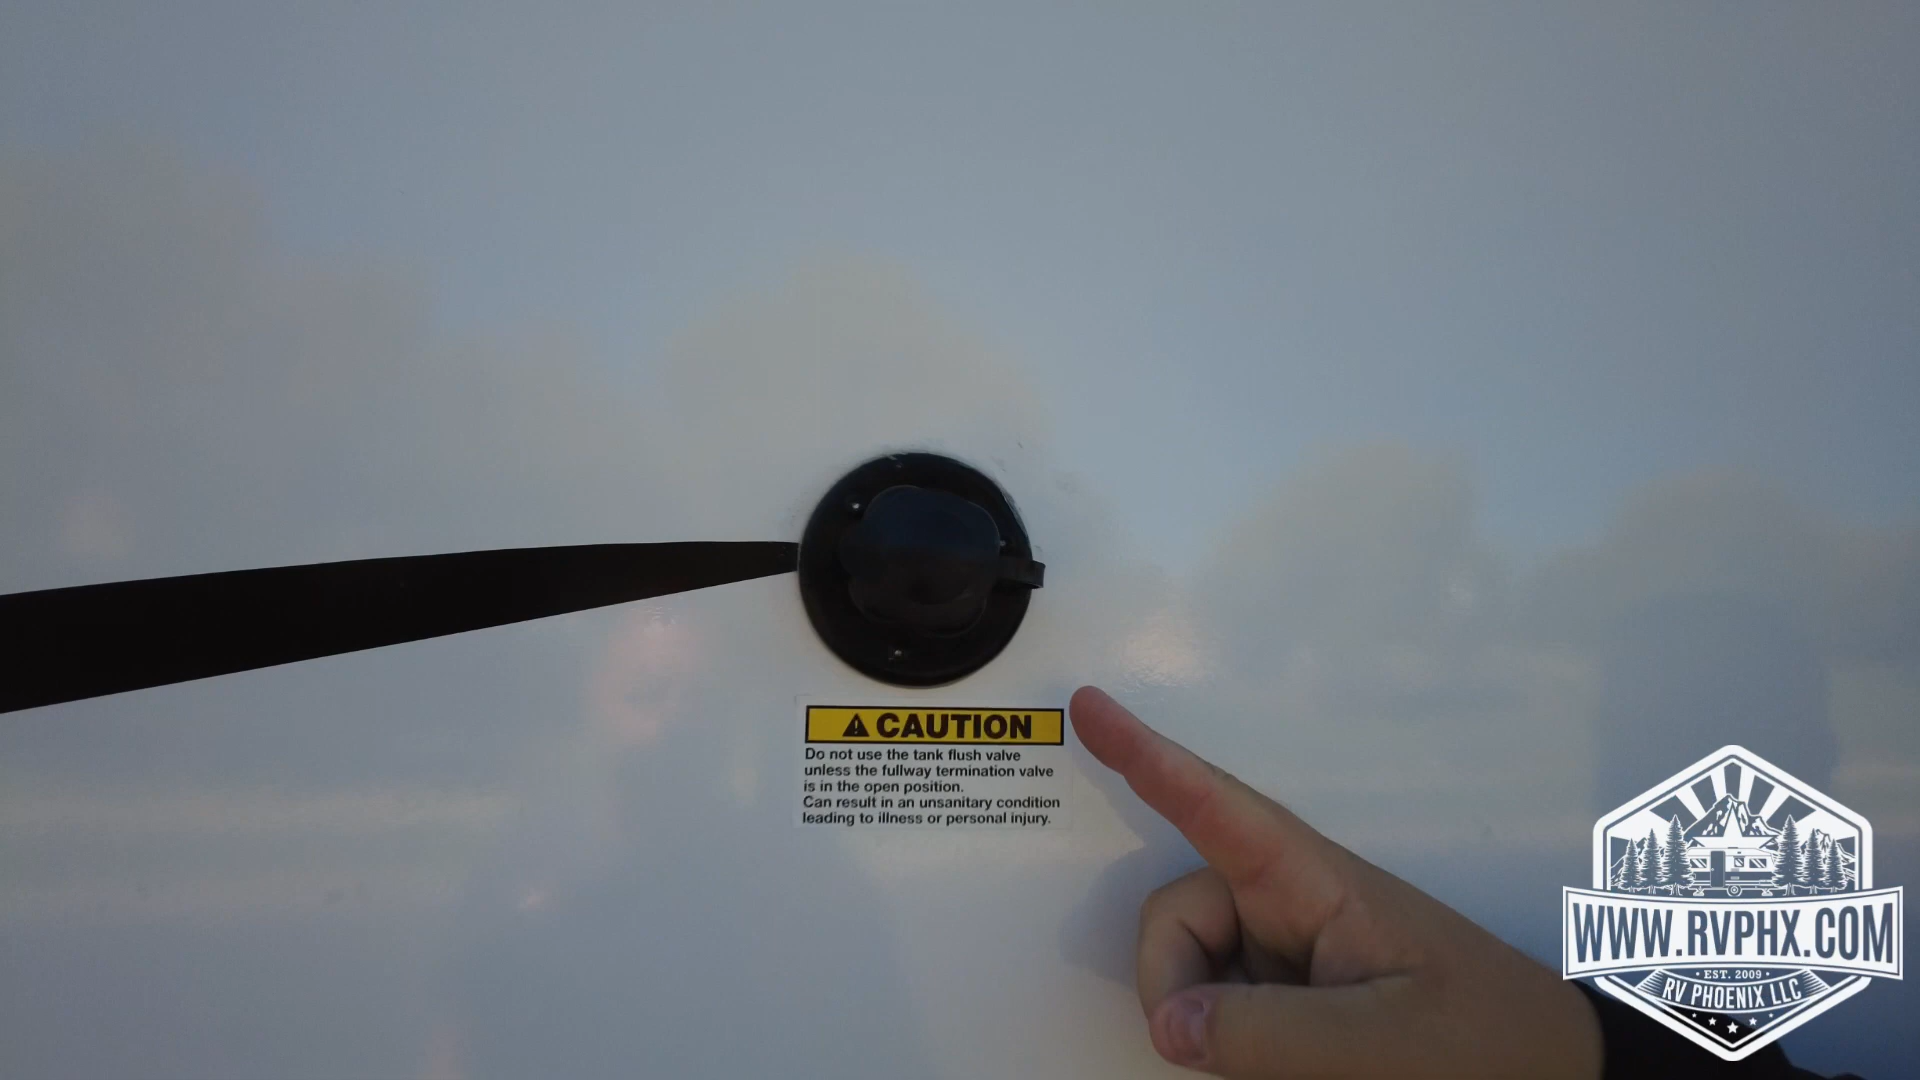 CAUTION
Do not use the tank flush valve
unless the fullway termination valve
is in the open position.
Can result in an unsanitary condition
leading to illness or personal injury.
WWW.RVPHX.COM
• EST. 2009 •
RV PHOENIX LLC